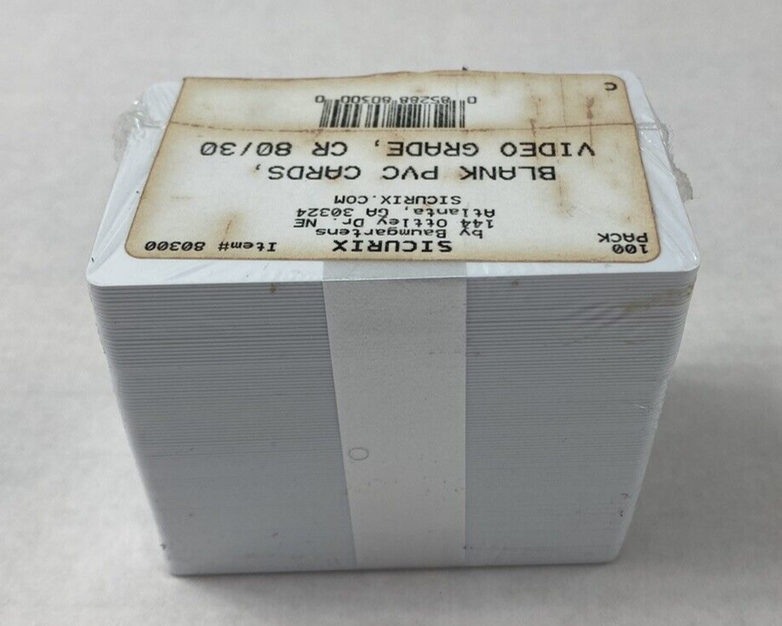 100 PACK
Item# 80300
SICURIX
by Baumgartens
144 Ottley Dr. NE
Atlanta, GA 30324
SICURIX.COM
BLANK PVC CARDS,
VIDEO GRADE, CR 80/30
0 85288 80300 0
C